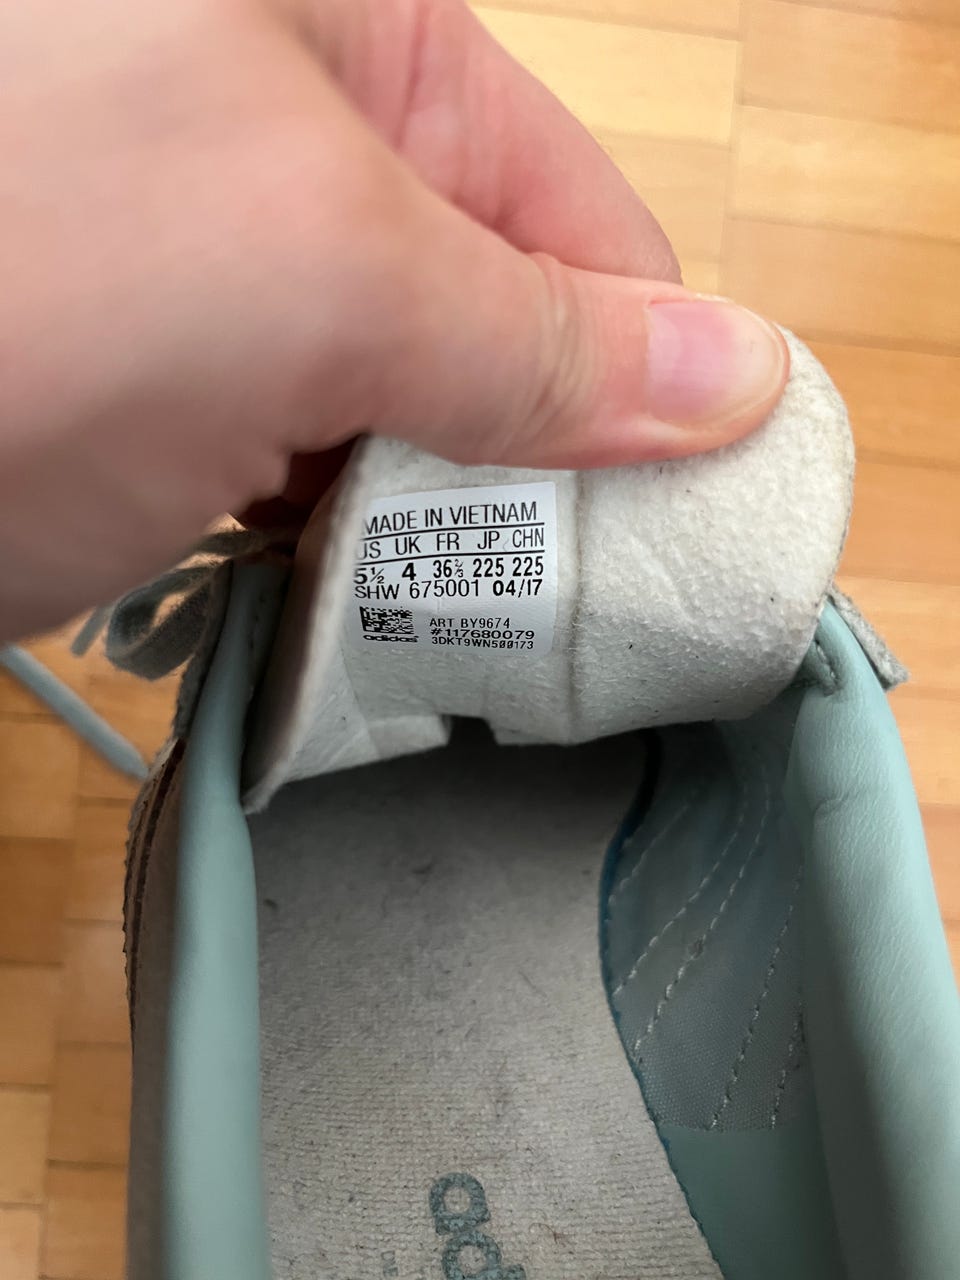 MADE IN VIETNAM
US UK FR JP CHN
5½ 4 36⅔ 225 225
SHW 675001 04/17
ART BY9674
#117680079
adidas
3DKT9WN500173